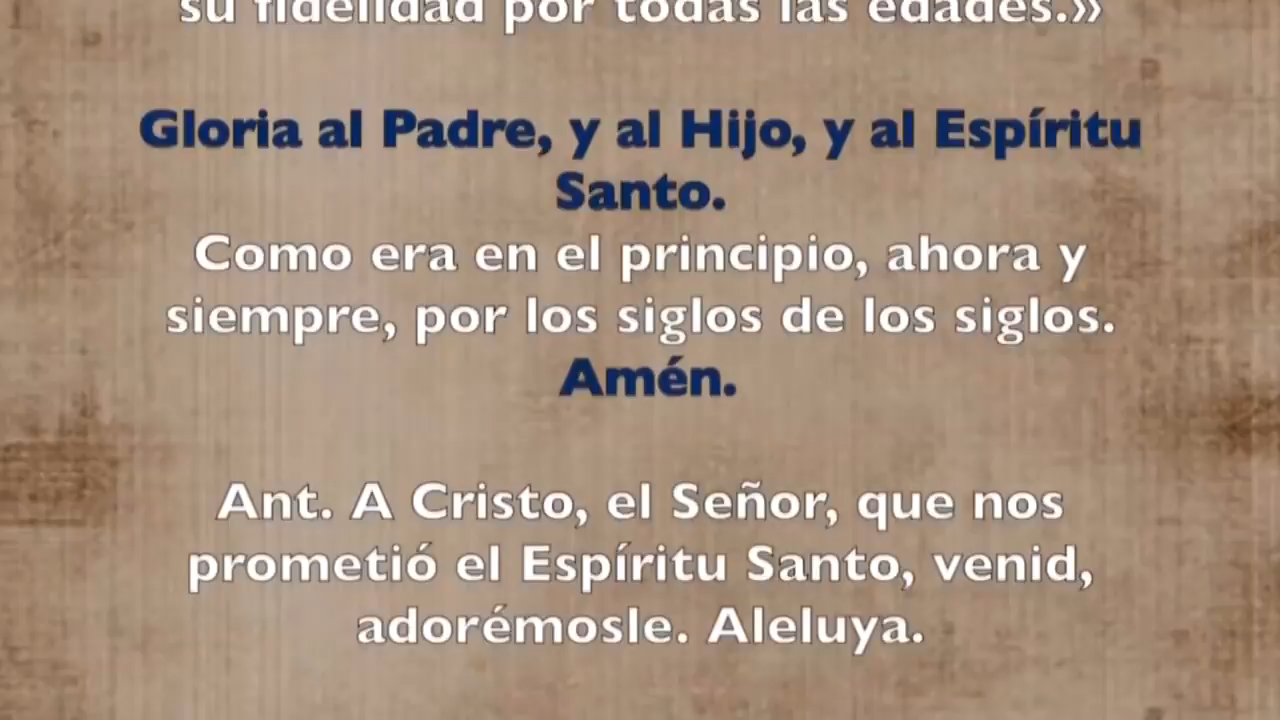 su fidelidad por todas las edades.»
Gloria al Padre, y al Hijo, y al Espíritu
Santo.
Como era en el principio, ahora y
siempre, por los siglos de los siglos.
Amén.
Ant. A Cristo, el Señor, que nos
prometió el Espíritu Santo, venid,
adorémosle. Aleluya.